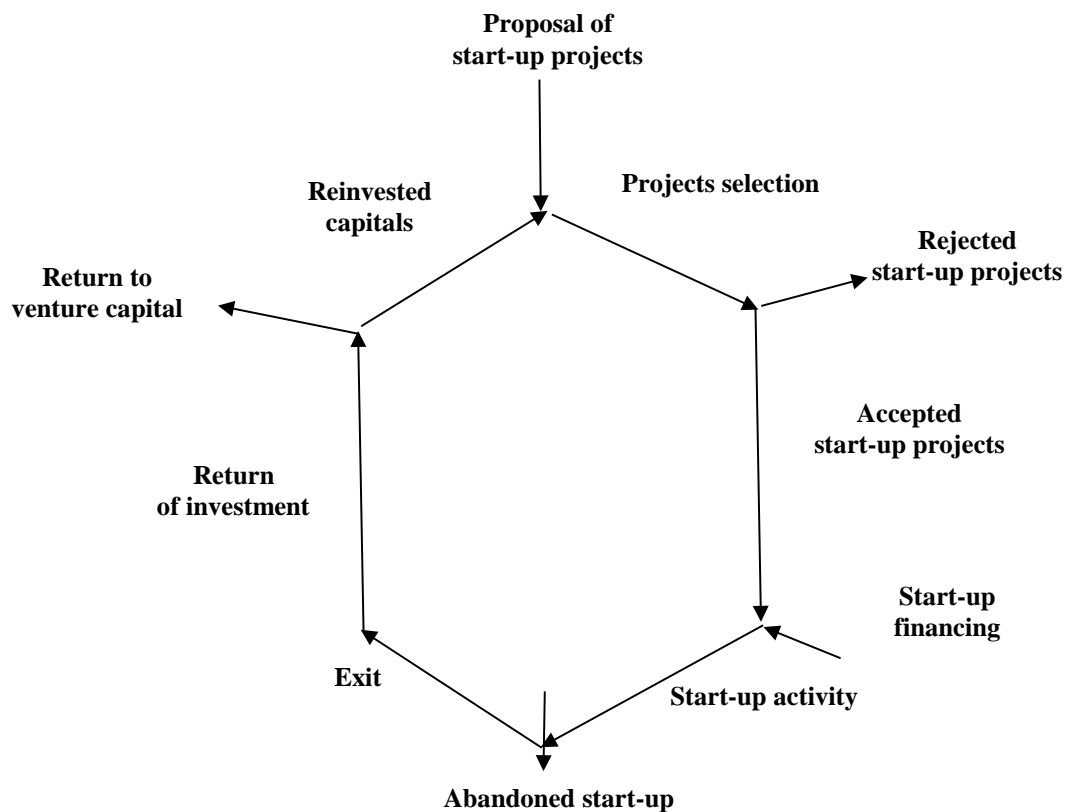 Proposal of
start-up projects
Reinvested
capitals
Projects selection
Rejected
start-up projects
Return to
venture capital
Accepted
start-up projects
Return
of investment
Start-up
financing
Exit
Start-up activity
Abandoned start-up